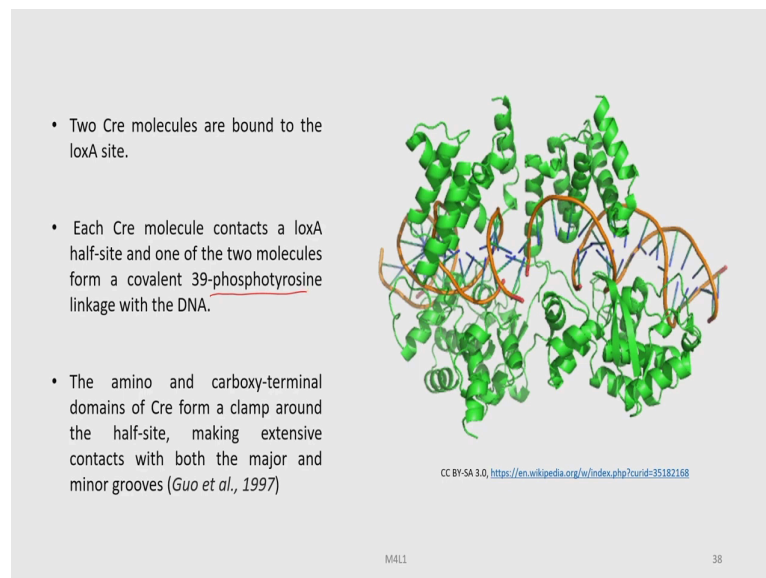 • Two Cre molecules are bound to the
loxA site.
• Each Cre molecule contacts a loxA
half-site and one of the two molecules
form a covalent 39-phosphotyrosine
linkage with the DNA.
• The amino and carboxy-terminal
domains of Cre form a clamp around
the half-site, making extensive
contacts with both the major and
minor grooves (Guo et al., 1997)
CC BY-SA 3.0, https://en.wikipedia.org/w/index.php?curid=35182168
M4L1
38